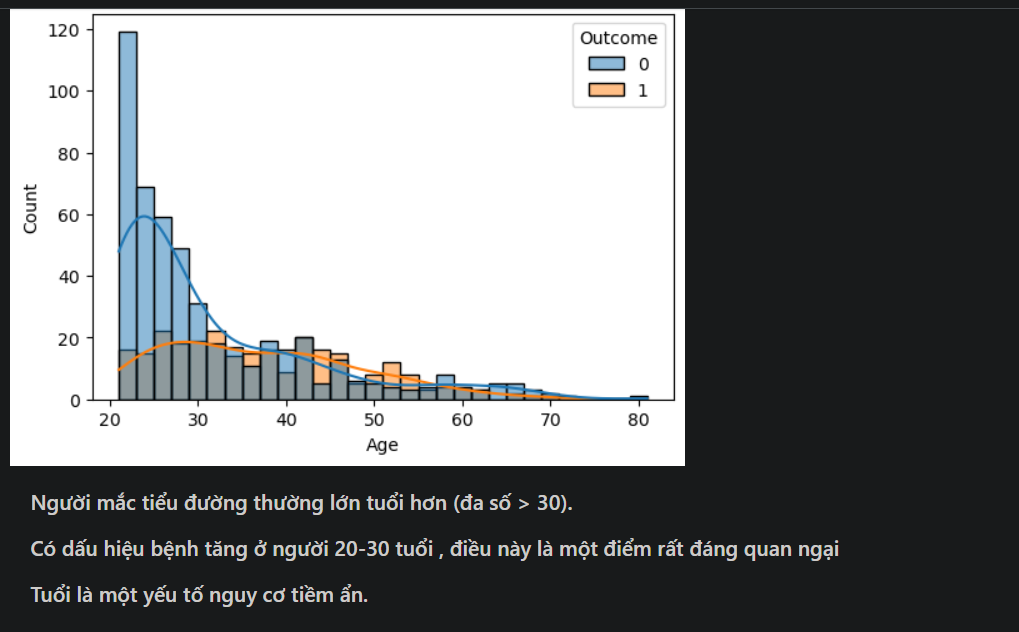 120
Outcome
0
1
100
80
Count
60
40
20
0
20 30 40 50 60 70 80
Age
Người mắc tiểu đường thường lớn tuổi hơn (đa số > 30).
Có dấu hiệu bệnh tăng ở người 20-30 tuổi , điều này là một điểm rất đáng quan ngại
Tuổi là một yếu tố nguy cơ tiềm ẩn.